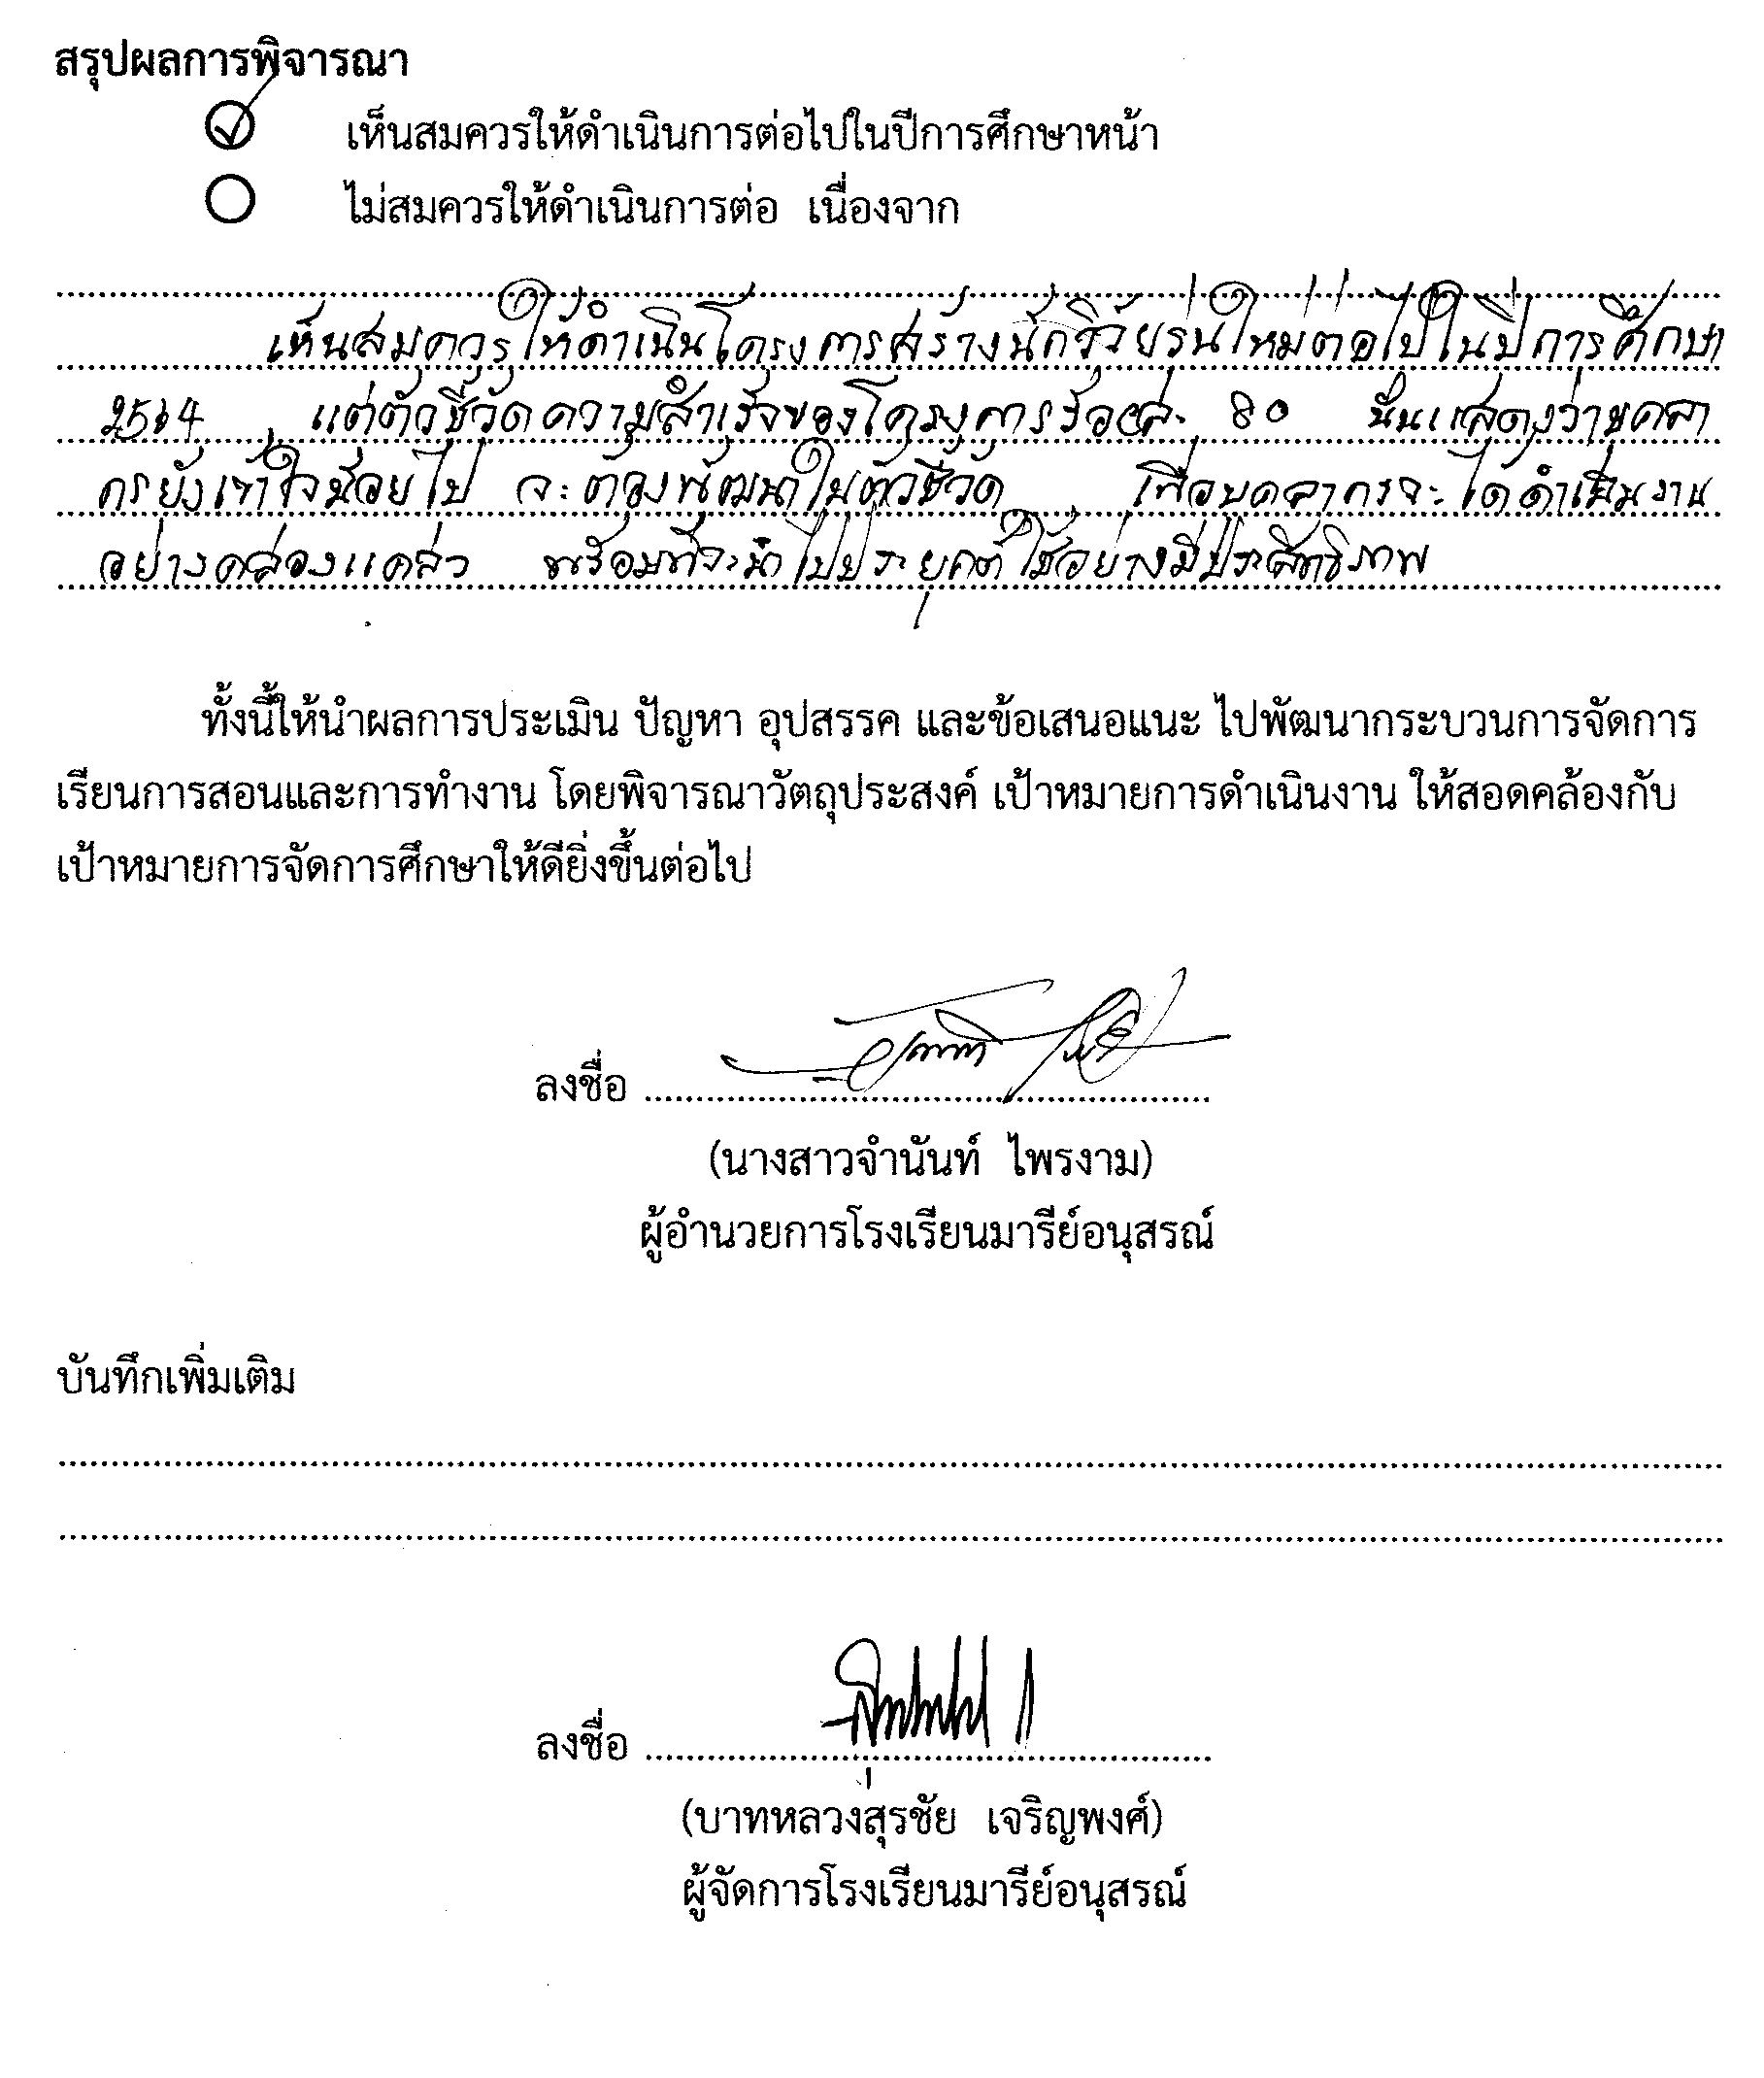 สรุปผลการพิจารณา
เห็นสมควรให้ดำเนินการต่อไปในปีการศึกษาหน้า
ไม่สมควรให้ดำเนินการต่อ เนื่องจาก
เห็นสมควรให้ดำเนินโครงการสร้างนักวิจัยรุ่นใหม่ต่อไปในปีการศึกษา
2564 แต่ตัวชี้วัดความสำเร็จของโครงการร้อยละ 80 นั่นแสดงว่าบุคลา
กรยังเข้าใจน้อยไป จะต้องพัฒนาในตัวชี้วัด เพื่อบุคลากรจะได้ดำเนินงาน
อย่างคล่องแคล่ว พร้อมที่จะนำไปประยุกต์ใช้อย่างมีประสิทธิภาพ
ทั้งนี้ให้นำผลการประเมิน ปัญหา อุปสรรค และข้อเสนอแนะ ไปพัฒนากระบวนการจัดการ
เรียนการสอนและการทำงาน โดยพิจารณาวัตถุประสงค์ เป้าหมายการดำเนินงาน ให้สอดคล้องกับ
เป้าหมายการจัดการศึกษาให้ดียิ่งขึ้นต่อไป
ลงชื่อ
(นางสาวจำนันท์ ไพรงาม)
ผู้อำนวยการโรงเรียนมารีย์อนุสรณ์
บันทึกเพิ่มเติม
ลงชื่อ
(บาทหลวงสุรชัย เจริญพงศ์)
ผู้จัดการโรงเรียนมารีย์อนุสรณ์